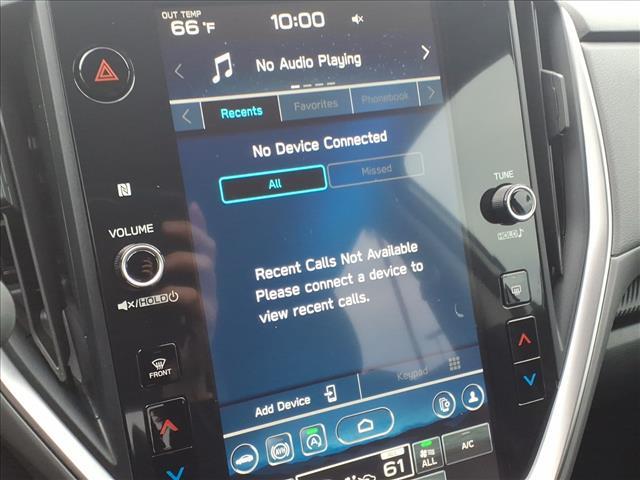 OUT TEMP
66°F 10:00
No Audio Playing
Recents Favorites Phonebook
No Device Connected
All Missed
TUNE
HOLD
VOLUME
/HOLD
Recent Calls Not Available
Please connect a device to
view recent calls.
FRONT
Add Device Keypad
AVH A
61 ALL A/C